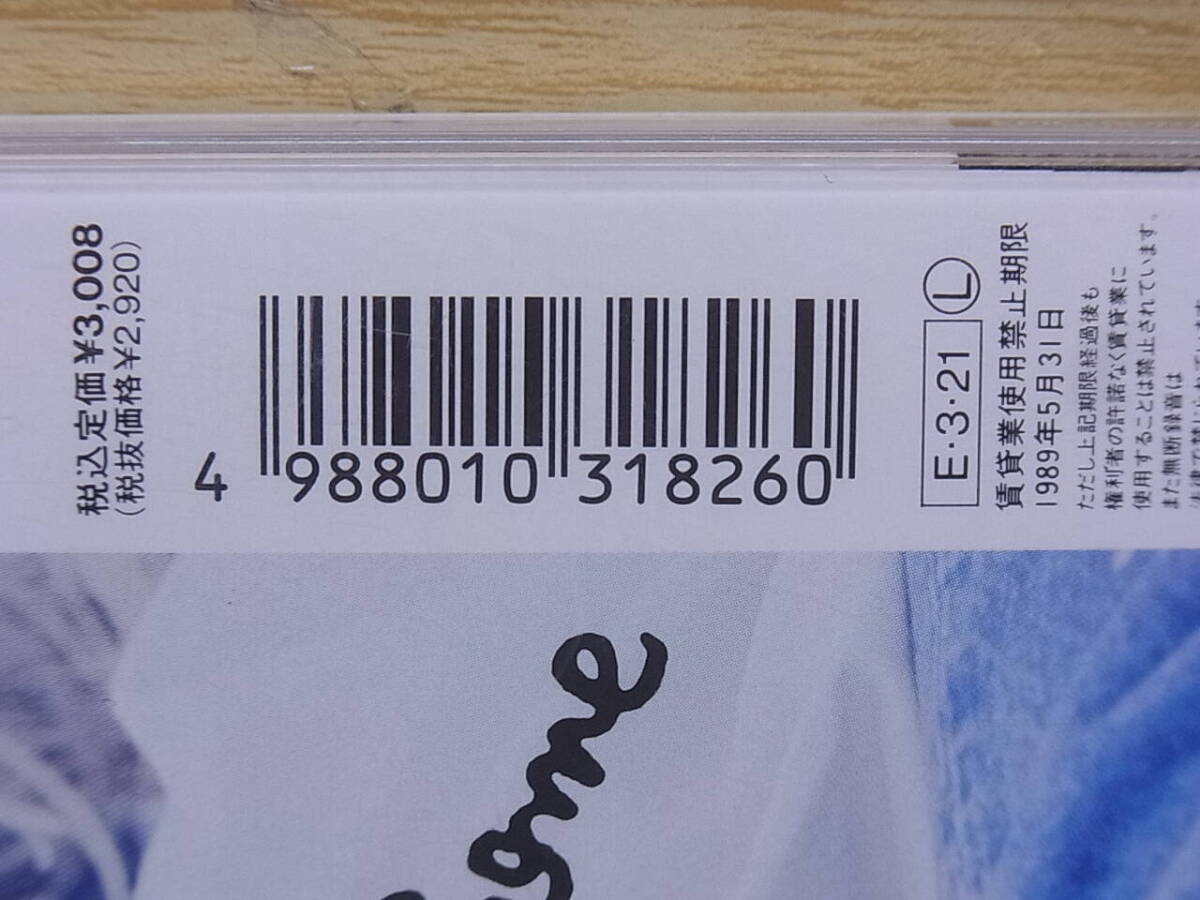 税込定価¥3,008
(税抜価格¥2,920)
4 988010 318260
E・3・21
L
賃貸業使用禁止期限
1989年5月31日
ただし上記期限経過後も
権利者の許諾なく賃貸業に
使用することは禁止されています。
また無断録音は